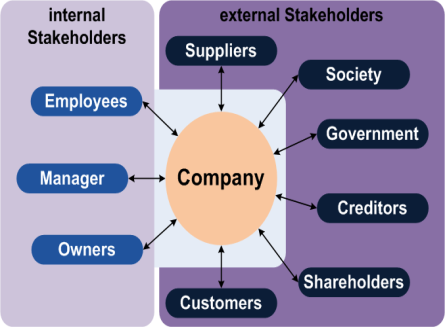 internal
Stakeholders
external Stakeholders
Suppliers
Society
Employees
Government
Manager
Company
Creditors
Owners
Shareholders
Customers